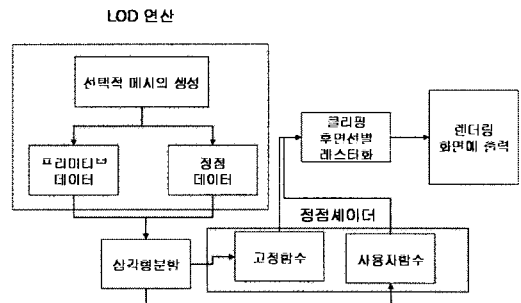 LOD 연산
선택적 메시의 생성
프리미티브
데이터
정점
데이터
클리핑
후면선별
레스터화
렌더링
화면에 출력
정점셰이더
삼각형분할
고정함수
사용자함수